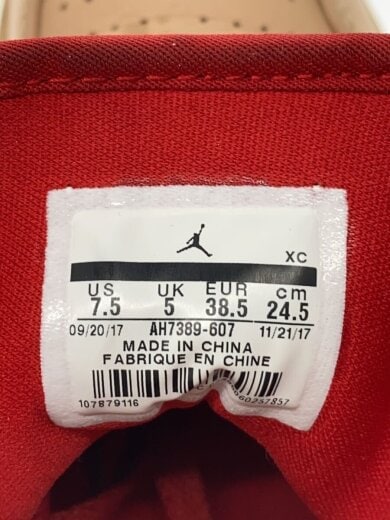 XC
US UK EUR cm
7.5 5 38.5 24.5
09/20/17 AH7389-607 11/21/17
MADE IN CHINA
FABRIQUE EN CHINE
107879116